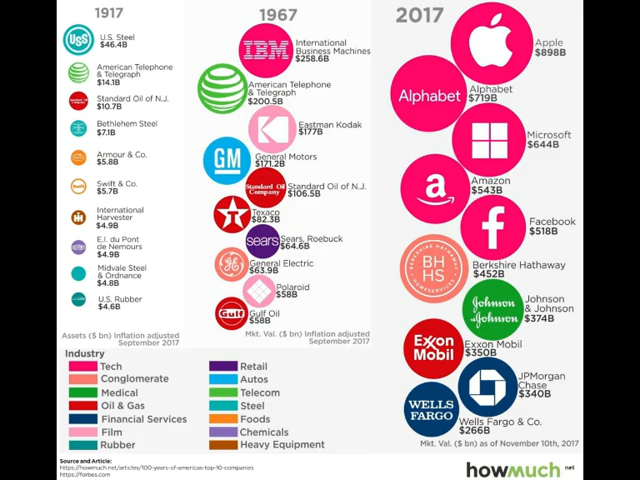 1917
USS
U.S. Steel
$46.4B
American Telephone
& Telegraph
$14.1B
Standard Oil of N.J.
$10.7B
Bethlehem Steel
$7.1B
Armour & Co.
$5.8B
Swift & Co.
$5.7B
International
Harvester
$4.9B
E.I. du Pont
de Nemours
$4.9B
Midvale Steel
& Ordnance
$4.8B
U.S. Rubber
$4.6B
Assets ($ bn) Inflation adjusted
September 2017
1967
IBM
International
Business Machines
$258.6B
American Telephone
& Telegraph
$200.5B
K
Eastman Kodak
$177B
GM
General Motors
$171.2B
Standard Oil
Company
Standard Oil of N.J.
$106.5B
T
Texaco
$82.3B
sears
Sears, Roebuck
$64.6B
GE
General Electric
$63.9B
Polaroid
$58B
Gulf
Gulf Oil
$58B
Mkt. Val. ($ bn) Inflation adjusted
September 2017
2017
Apple
$898B
Alphabet
Alphabet
$719B
Microsoft
$644B
a
Amazon
$543B
f
Facebook
$518B
BERKSHIRE HATHAWAY
BH
HS
HOMESERVICES
Berkshire Hathaway
$452B
Johnson
& Johnson
Johnson
& Johnson
$374B
Exxon
Mobil
Exxon Mobil
$350B
JPMorgan
Chase
$340B
WELLS
FARGO
Wells Fargo & Co.
$266B
Mkt. Val. ($ bn) as of November 10th, 2017
Industry
Tech
Conglomerate
Medical
Oil & Gas
Financial Services
Film
Rubber
Retail
Autos
Telecom
Steel
Foods
Chemicals
Heavy Equipment
Source and Article:
https://howmuch.net/articles/100-years-of-americas-top-10-companies
https://forbes.com
howmuch.net